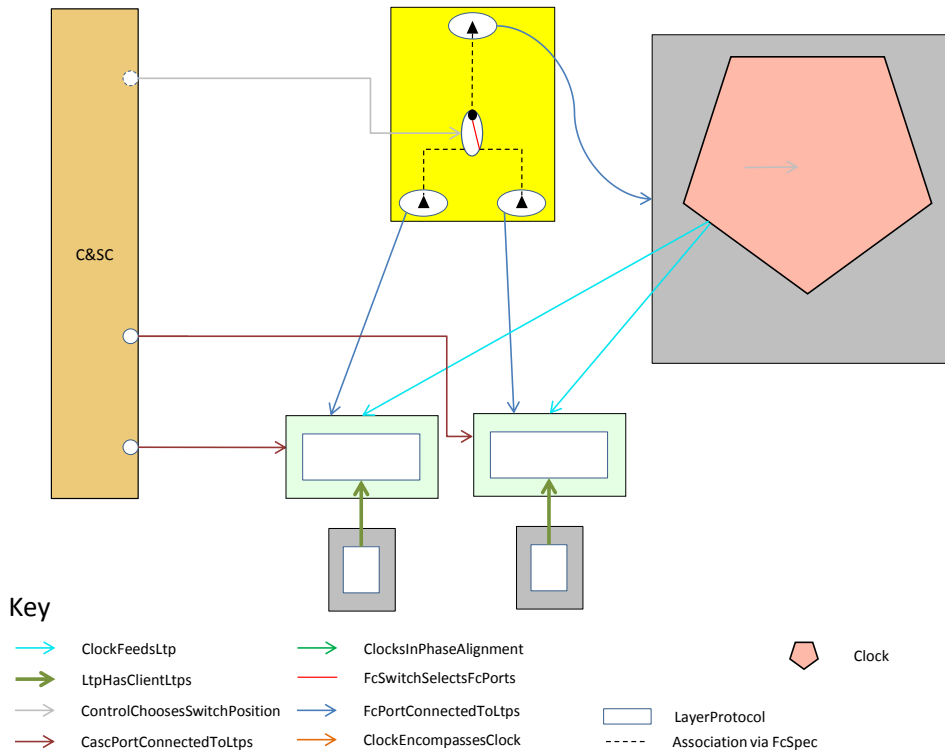 C&SC
Key
ClockFeedsLtp
ClocksInPhaseAlignment
Clock
LtpHasClientLtps
FcSwitchSelectsFcPorts
ControlChoosesSwitchPosition
FcPortConnectedToLtps
LayerProtocol
CascPortConnectedToLtps
ClockEncompassesClock
Association via FcSpec